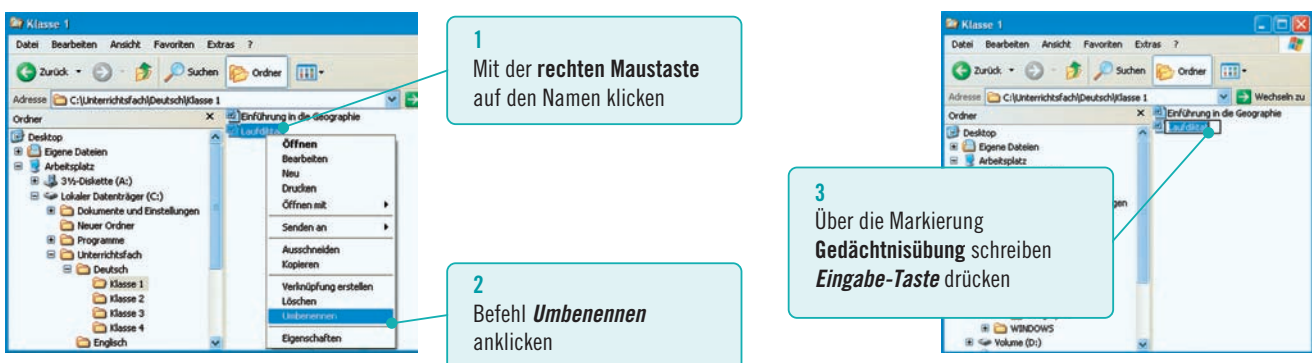 Klasse 1
Datei Bearbeiten Ansicht Favoriten Extras ?
Zurück Suchen Ordner
Adresse C:\Unterrichtsfach\Deutsch\Klasse 1
Ordner X
Desktop
Eigene Dateien
Arbeitsplatz
3½-Diskette (A:)
Lokaler Datenträger (C:)
Dokumente und Einstellungen
Neuer Ordner
Programme
Unterrichtsfach
Deutsch
Klasse 1
Klasse 2
Klasse 3
Klasse 4
Englisch
Einführung in die Geographie
Laufdiktat
Öffnen
Bearbeiten
Neu
Drucken
Öffnen mit
Senden an
Ausschneiden
Kopieren
Verknüpfung erstellen
Löschen
Umbenennen
Eigenschaften
1
Mit der rechten Maustaste
auf den Namen klicken
2
Befehl Umbenennen
anklicken
Klasse 1
Datei Bearbeiten Ansicht Favoriten Extras ?
Zurück Suchen Ordner
Adresse C:\Unterrichtsfach\Deutsch\Klasse 1 Wechseln zu
Ordner X
Desktop
Eigene Dateien
Arbeitsplatz
gen
WINDOWS
Volume (D:)
Einführung in die Geographie
Laufdiktat
3
Über die Markierung
Gedächtnisübung schreiben
Eingabe-Taste drücken